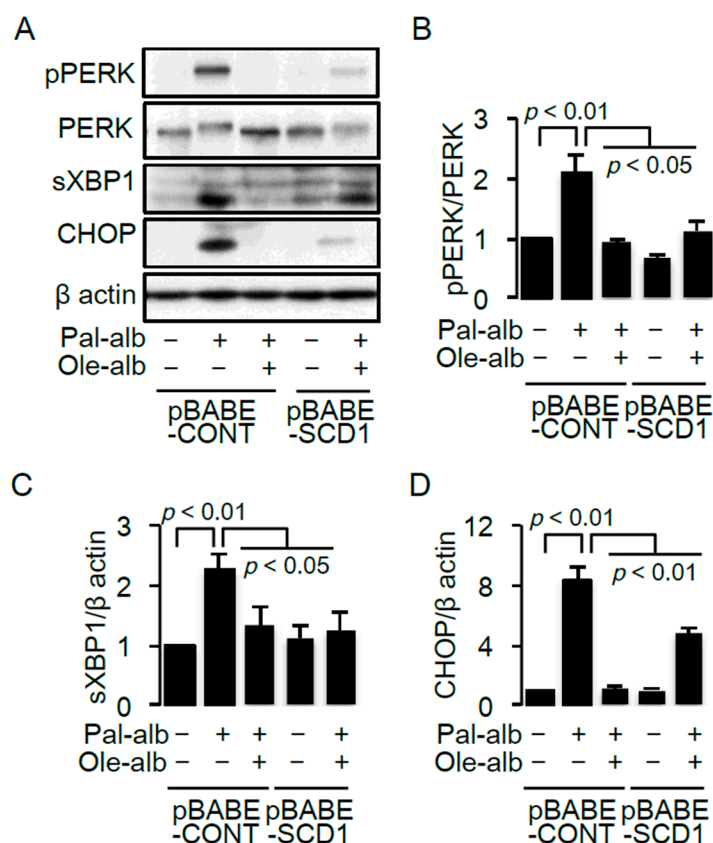 A
pPERK
PERK
sXBP1
CHOP
β actin
Pal-alb – + + – +
Ole-alb – – + – +
pBABE pBABE
-CONT -SCD1
B
pPERK/PERK
3
2
1
0
p < 0.01
p < 0.05
Pal-alb – + + – +
Ole-alb – – + – +
pBABE pBABE
-CONT -SCD1
C
sXBP1/β actin
3
2
1
0
p < 0.01
p < 0.05
Pal-alb – + + – +
Ole-alb – – + – +
pBABE pBABE
-CONT -SCD1
D
CHOP/β actin
12
8
4
0
p < 0.01
p < 0.01
Pal-alb – + + – +
Ole-alb – – + – +
pBABE pBABE
-CONT -SCD1